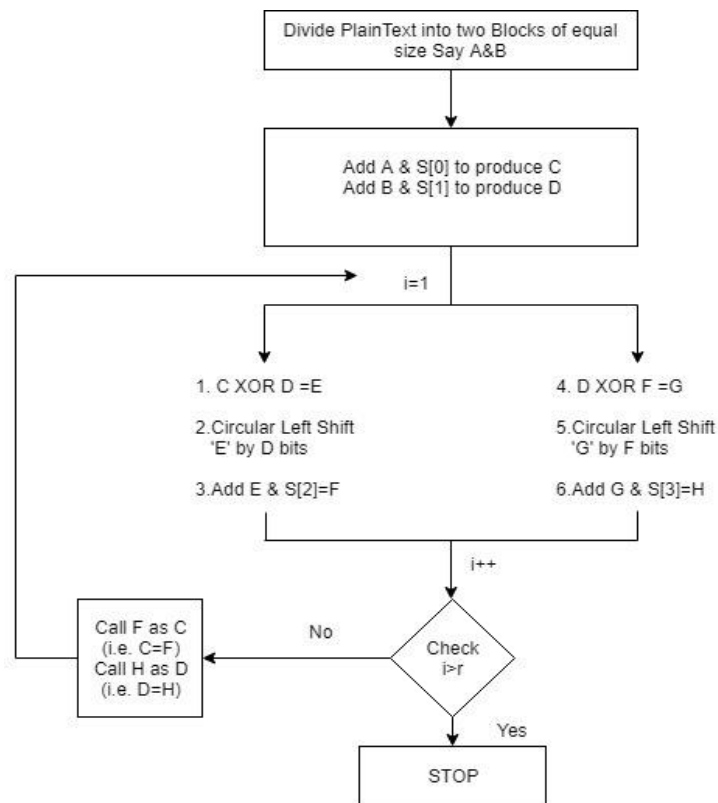 Divide PlainText into two Blocks of equal
size Say A&B
Add A & S[0] to produce C
Add B & S[1] to produce D
i=1
1. C XOR D =E
2.Circular Left Shift
'E' by D bits
3.Add E & S[2]=F
4. D XOR F =G
5.Circular Left Shift
'G' by F bits
6.Add G & S[3]=H
i++
Check
i>r
No
Call F as C
(i.e. C=F)
Call H as D
(i.e. D=H)
Yes
STOP